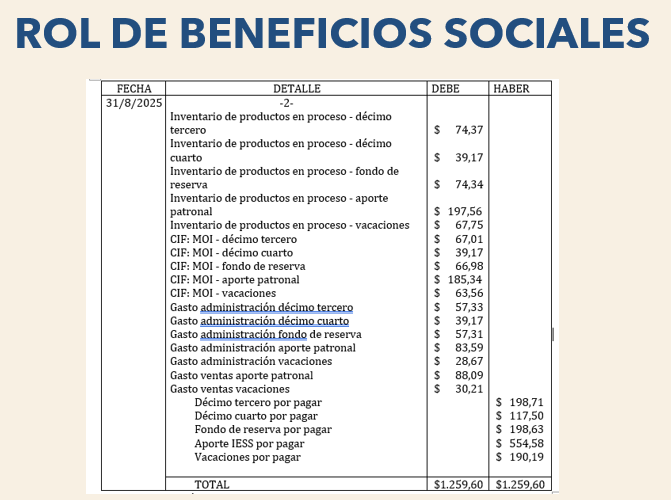 ROL DE BENEFICIOS SOCIALES
FECHA DETALLE DEBE HABER
31/8/2025 -2-
Inventario de productos en proceso - décimo
tercero $ 74,37
Inventario de productos en proceso - décimo
cuarto $ 39,17
Inventario de productos en proceso - fondo de
reserva $ 74,34
Inventario de productos en proceso - aporte
patronal $ 197,56
Inventario de productos en proceso - vacaciones $ 67,75
CIF: MOI - décimo tercero $ 67,01
CIF: MOI - décimo cuarto $ 39,17
CIF: MOI - fondo de reserva $ 66,98
CIF: MOI - aporte patronal $ 185,34
CIF: MOI - vacaciones $ 63,56
Gasto administración décimo tercero $ 57,33
Gasto administración décimo cuarto $ 39,17
Gasto administración fondo de reserva $ 57,31
Gasto administración aporte patronal $ 83,59
Gasto administración vacaciones $ 28,67
Gasto ventas aporte patronal $ 88,09
Gasto ventas vacaciones $ 30,21
Décimo tercero por pagar $ 198,71
Décimo cuarto por pagar $ 117,50
Fondo de reserva por pagar $ 198,63
Aporte IESS por pagar $ 554,58
Vacaciones por pagar $ 190,19
TOTAL $1.259,60 $1.259,60